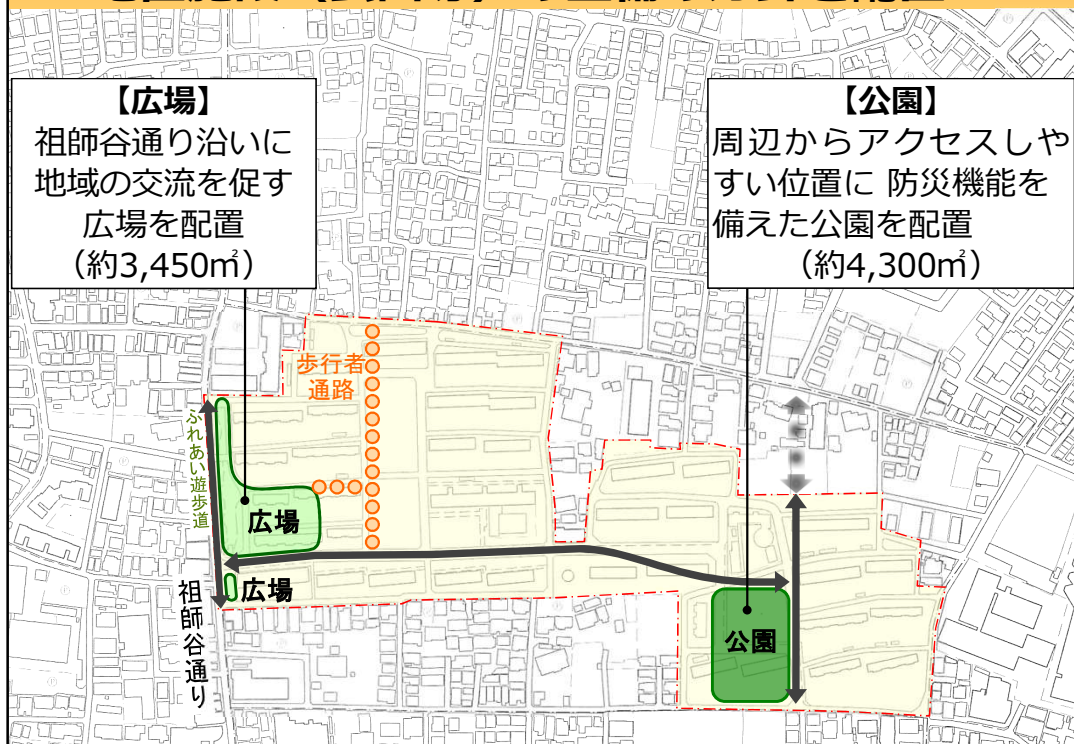 【広場】
祖師谷通り沿いに
地域の交流を促す
広場を配置
（約3,450㎡）
【公園】
周辺からアクセスしや
すい位置に 防災機能を
備えた公園を配置
（約4,300㎡）
歩行者
通路
ふれあい遊歩道
広場
広場
祖師谷通り
公園